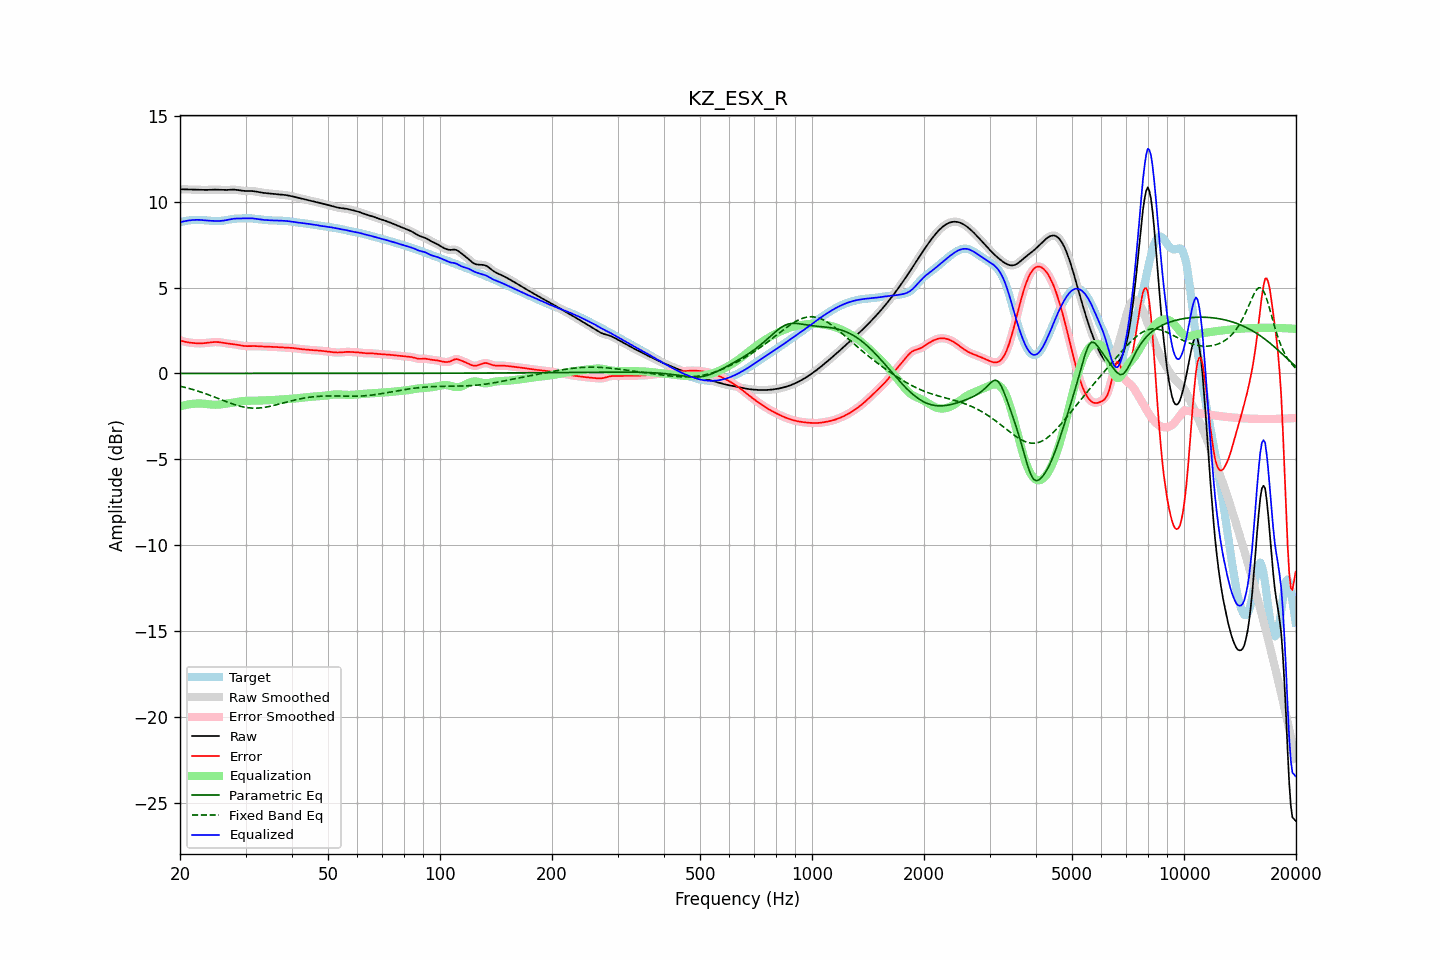 KZ_ESX_R
15
10
5
0
−5
−10
−15
−20
−25
Amplitude (dBr)
Target
Raw Smoothed
Error Smoothed
Raw
Error
Equalization
Parametric Eq
Fixed Band Eq
Equalized
20
50
100
200
500
1000
2000
5000
10000
20000
Frequency (Hz)